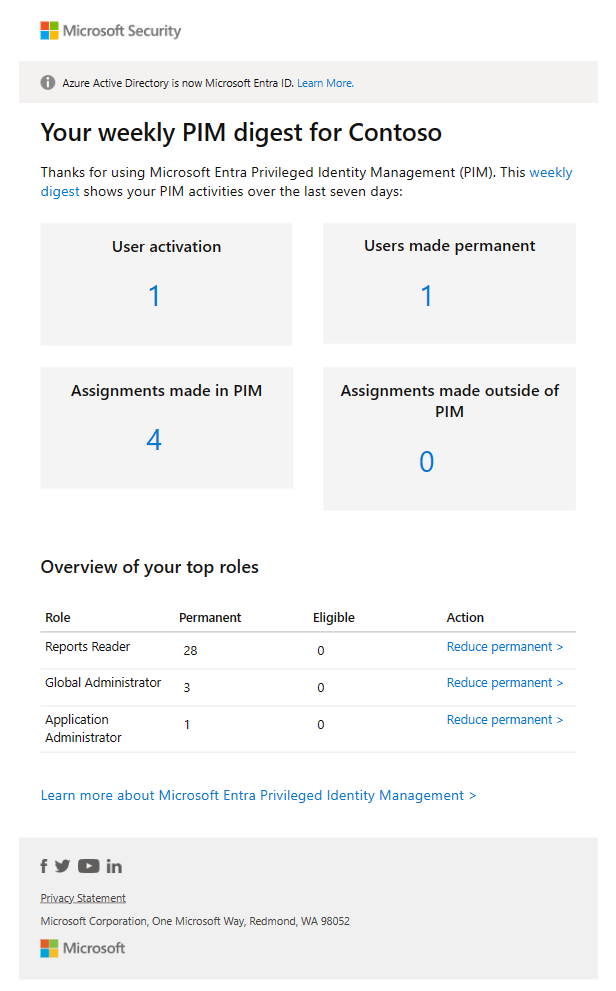 Microsoft Security
Azure Active Directory is now Microsoft Entra ID. Learn More.
Your weekly PIM digest for Contoso
Thanks for using Microsoft Entra Privileged Identity Management (PIM). This weekly
digest shows your PIM activities over the last seven days:
User activation
1
Users made permanent
1
Assignments made in PIM
4
Assignments made outside of
PIM
0
Overview of your top roles
Role Permanent Eligible Action
Reports Reader 28 0 Reduce permanent >
Global Administrator 3 0 Reduce permanent >
Application
Administrator 1 0 Reduce permanent >
Learn more about Microsoft Entra Privileged Identity Management >
Privacy Statement
Microsoft Corporation, One Microsoft Way, Redmond, WA 98052
Microsoft